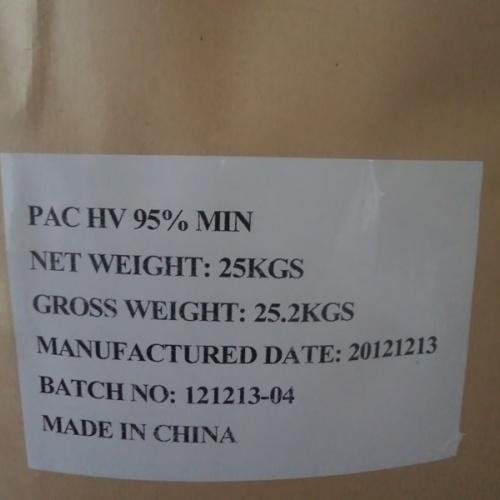 PAC HV 95% MIN
NET WEIGHT: 25KGS
GROSS WEIGHT: 25.2KGS
MANUFACTURED DATE: 20121213
BATCH NO: 121213-04
MADE IN CHINA